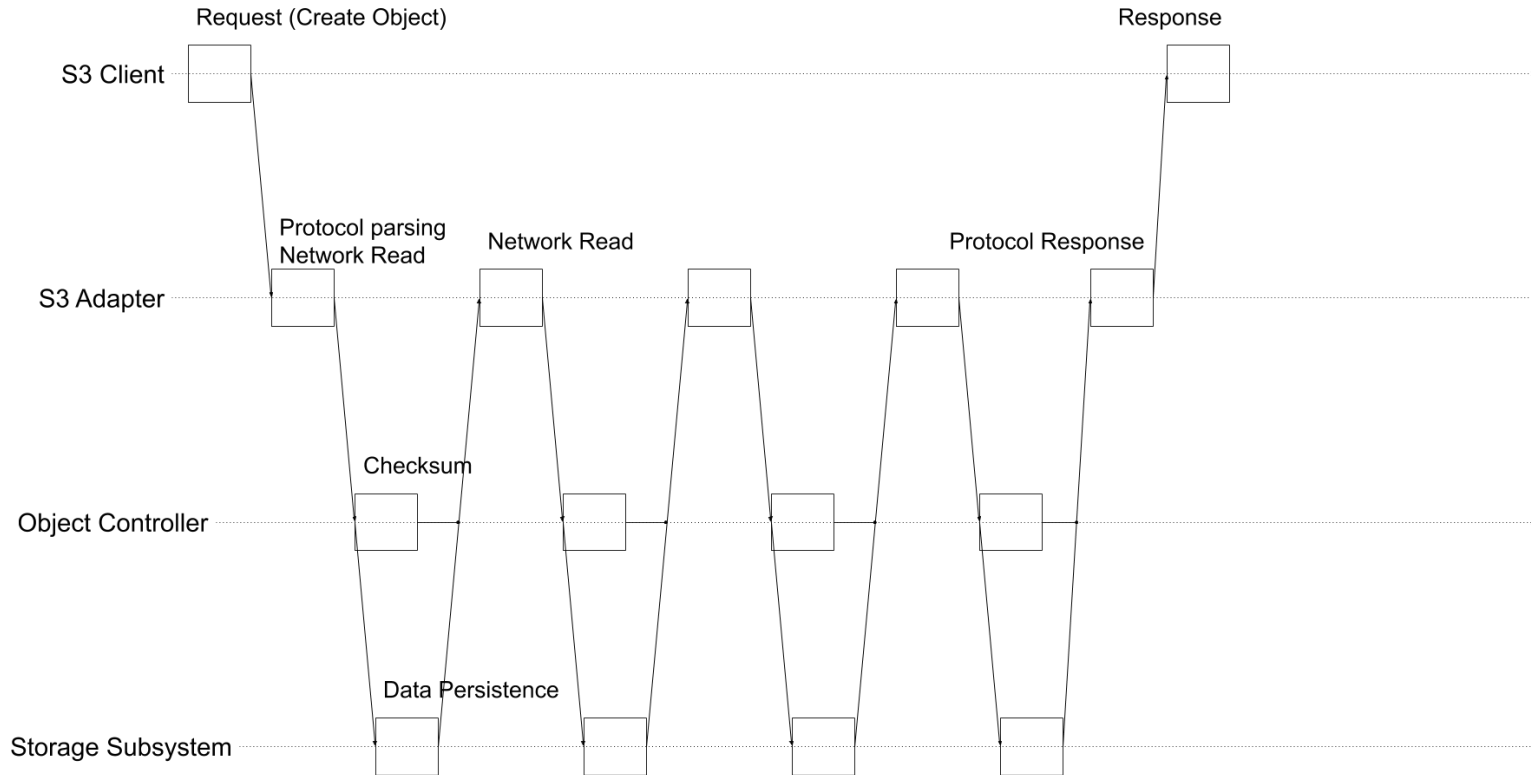 Request (Create Object)
Response
S3 Client
Protocol parsing
Network Read
Network Read
Protocol Response
S3 Adapter
Checksum
Object Controller
Data Persistence
Storage Subsystem